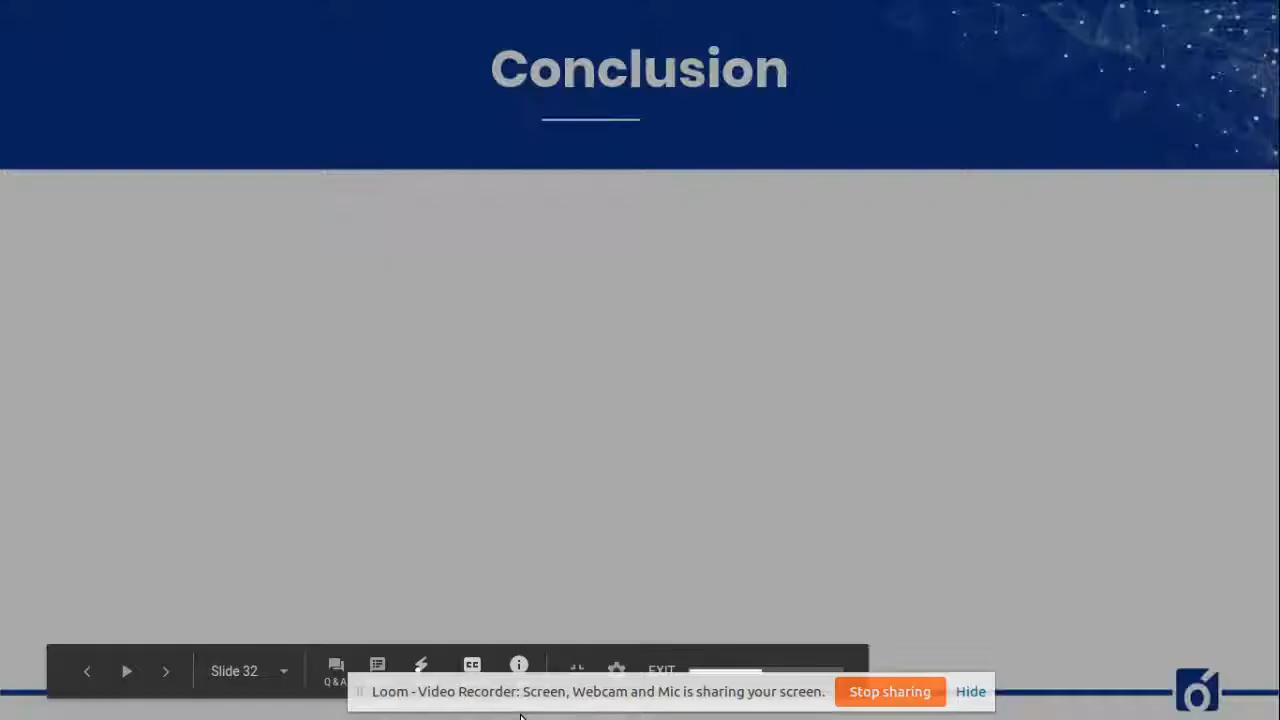 Conclusion
Slide 32
Q&A
EXIT
Loom - Video Recorder: Screen, Webcam and Mic is sharing your screen.
Stop sharing
Hide